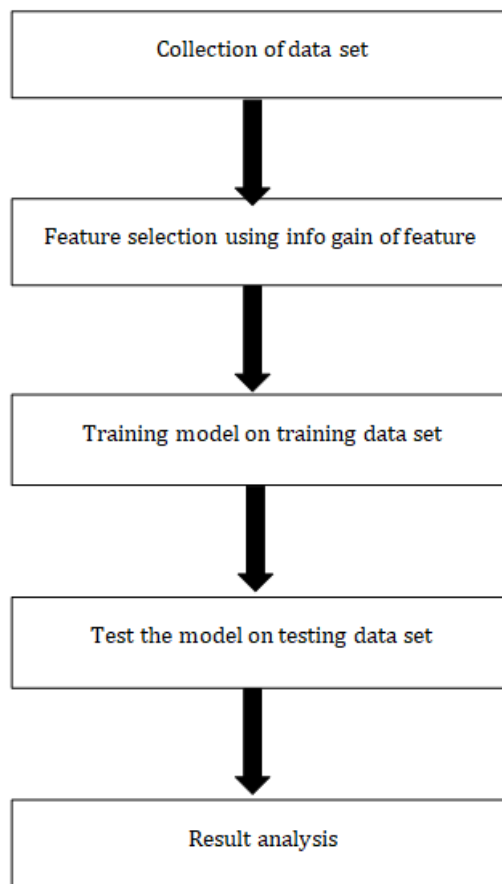 Collection of data set
Feature selection using info gain of feature
Training model on training data set
Test the model on testing data set
Result analysis